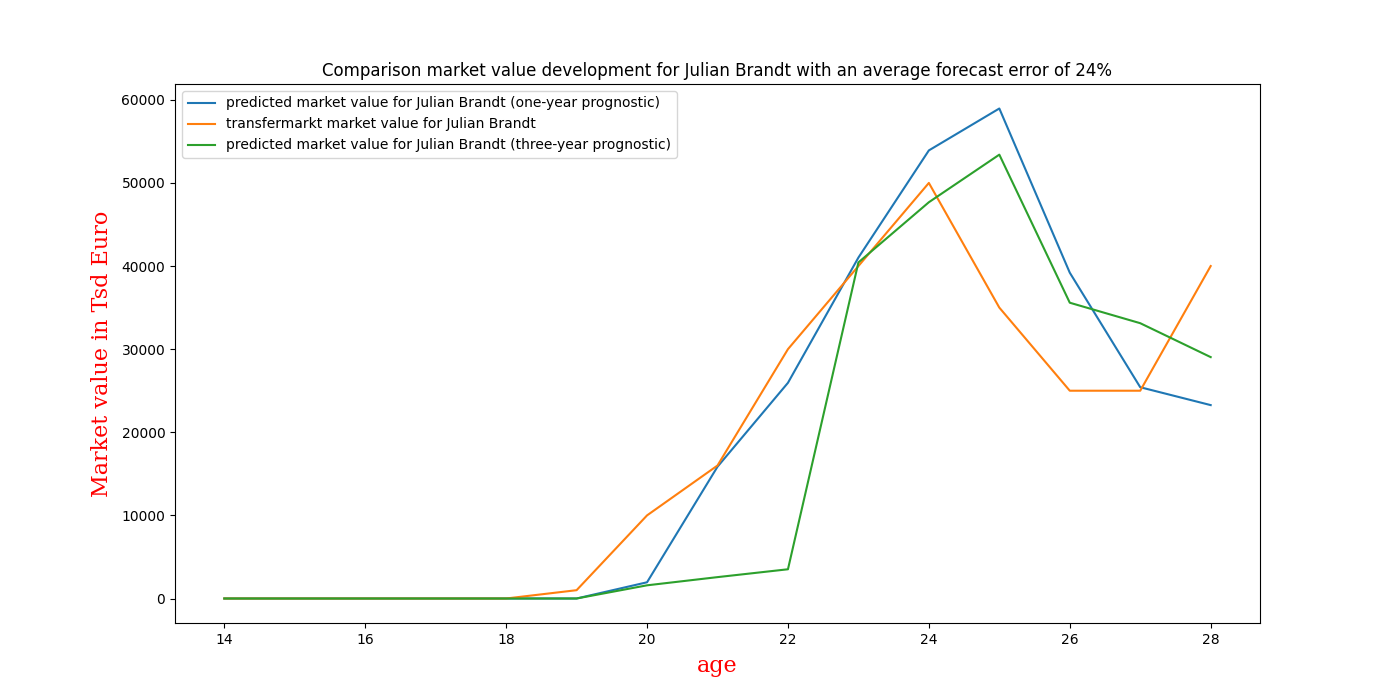 Comparison market value development for Julian Brandt with an average forecast error of 24%
predicted market value for Julian Brandt (one-year prognostic)
transfermarkt market value for Julian Brandt
predicted market value for Julian Brandt (three-year prognostic)
Market value in Tsd Euro
60000
50000
40000
30000
20000
10000
0
14 16 18 20 22 24 26 28
age